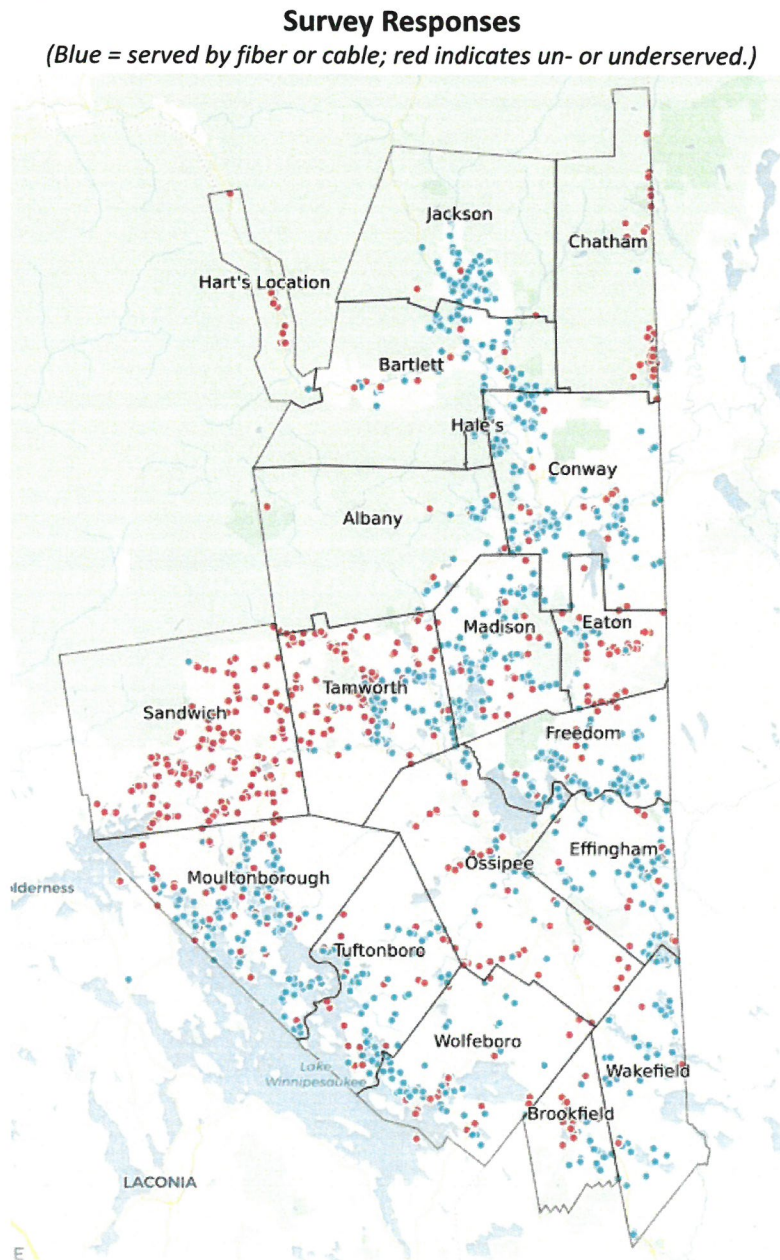 Survey Responses
(Blue = served by fiber or cable; red indicates un- or underserved.)
Jackson
Chatham
Hart's Location
Bartlett
Hale's
Conway
Albany
Madison
Eaton
Tamworth
Sandwich
Freedom
Effingham
Ossipee
Moultonborough
olderness
Tuftonboro
Wolfeboro
Lake
Winnipesaukee
Wakefield
Brookfield
LACONIA
E